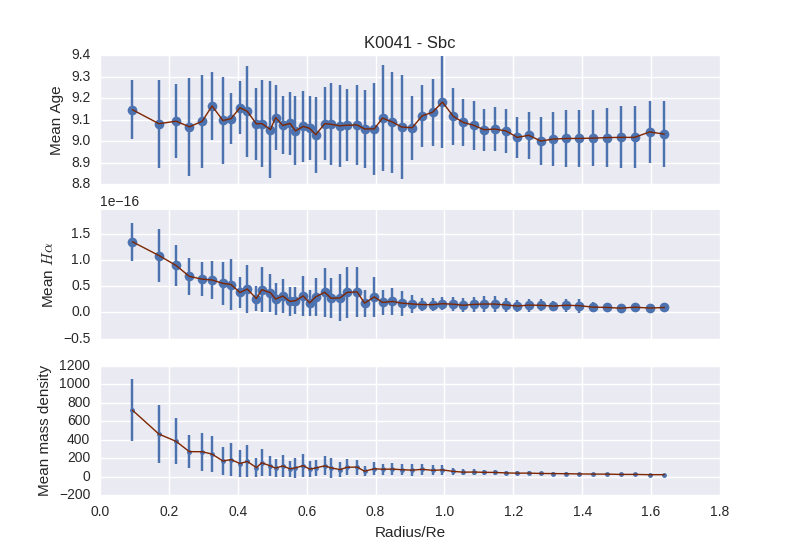 K0041 - Sbc
9.4
9.3
9.2
9.1
9.0
8.9
8.8
Mean Age
1e−16
1.5
1.0
0.5
0.0
−0.5
Mean Hα
1200
1000
800
600
400
200
0
−200
Mean mass density
0.0 0.2 0.4 0.6 0.8 1.0 1.2 1.4 1.6 1.8
Radius/Re